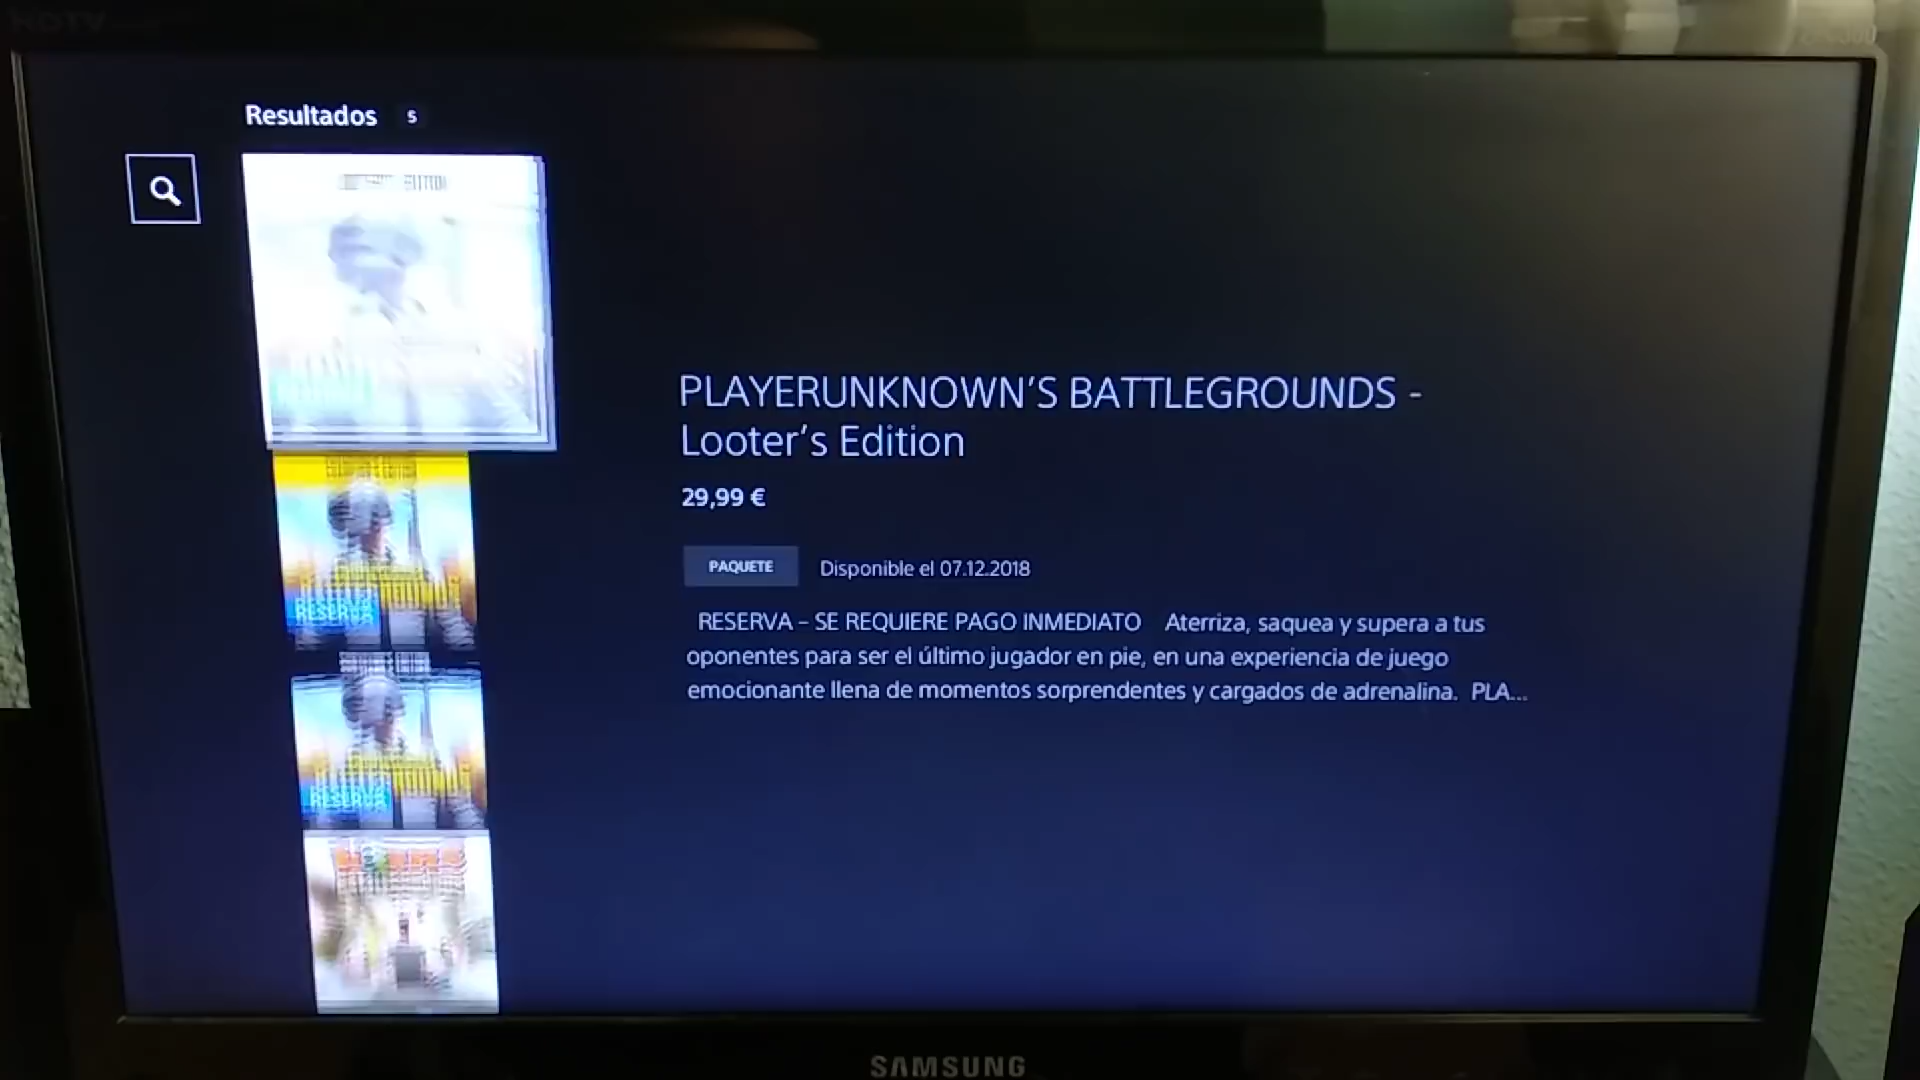 HDTV
Resultados 5
EDITION
PLAYERUNKNOWN'S BATTLEGROUNDS -
Looter's Edition
29,99 €
PAQUETE Disponible el 07.12.2018
RESERVA – SE REQUIERE PAGO INMEDIATO Aterriza, saquea y supera a tus
oponentes para ser el último jugador en pie, en una experiencia de juego
emocionante llena de momentos sorprendentes y cargados de adrenalina. PLA...
RESERVA
RESERVA
SAMSUNG